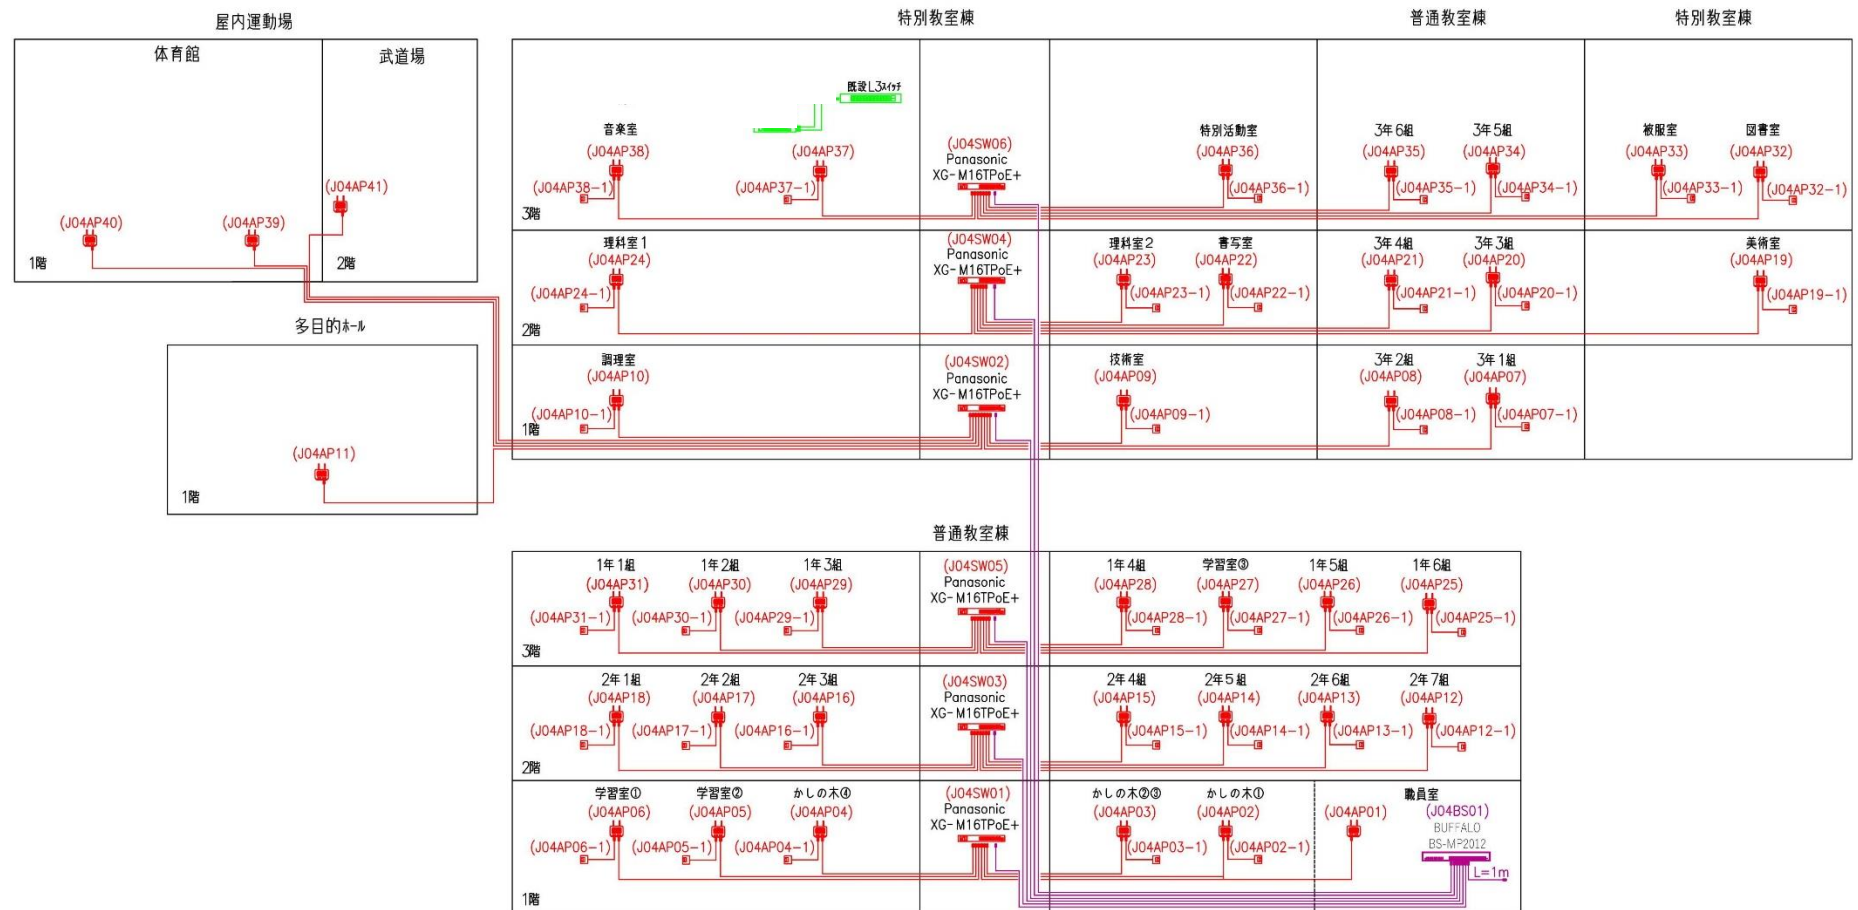 屋内運動場
体育館
武道場
(J04AP41)
(J04AP40)
(J04AP39)
1階
2階
多目的ホール
(J04AP11)
1階
特別教室棟
普通教室棟
特別教室棟
既設L3スイッチ
音楽室
(J04AP38)
(J04AP38-1)
(J04AP37)
(J04AP37-1)
(J04SW06)
Panasonic
XG-M16TPoE+
特別活動室
(J04AP36)
(J04AP36-1)
3年6組
(J04AP35)
(J04AP35-1)
3年5組
(J04AP34)
(J04AP34-1)
被服室
(J04AP33)
(J04AP33-1)
図書室
(J04AP32)
(J04AP32-1)
3階
理科室1
(J04AP24)
(J04AP24-1)
(J04SW04)
Panasonic
XG-M16TPoE+
理科室2
(J04AP23)
(J04AP23-1)
書写室
(J04AP22)
(J04AP22-1)
3年4組
(J04AP21)
(J04AP21-1)
3年3組
(J04AP20)
(J04AP20-1)
美術室
(J04AP19)
(J04AP19-1)
2階
調理室
(J04AP10)
(J04AP10-1)
(J04SW02)
Panasonic
XG-M16TPoE+
技術室
(J04AP09)
(J04AP09-1)
3年2組
(J04AP08)
(J04AP08-1)
3年1組
(J04AP07)
(J04AP07-1)
1階
普通教室棟
1年1組
(J04AP31)
(J04AP31-1)
1年2組
(J04AP30)
(J04AP30-1)
1年3組
(J04AP29)
(J04AP29-1)
(J04SW05)
Panasonic
XG-M16TPoE+
1年4組
(J04AP28)
(J04AP28-1)
学習室③
(J04AP27)
(J04AP27-1)
1年5組
(J04AP26)
(J04AP26-1)
1年6組
(J04AP25)
(J04AP25-1)
3階
2年1組
(J04AP18)
(J04AP18-1)
2年2組
(J04AP17)
(J04AP17-1)
2年3組
(J04AP16)
(J04AP16-1)
(J04SW03)
Panasonic
XG-M16TPoE+
2年4組
(J04AP15)
(J04AP15-1)
2年5組
(J04AP14)
(J04AP14-1)
2年6組
(J04AP13)
(J04AP13-1)
2年7組
(J04AP12)
(J04AP12-1)
2階
学習室①
(J04AP06)
(J04AP06-1)
学習室②
(J04AP05)
(J04AP05-1)
かしの木④
(J04AP04)
(J04AP04-1)
(J04SW01)
Panasonic
XG-M16TPoE+
かしの木②③
(J04AP03)
(J04AP03-1)
かしの木①
(J04AP02)
(J04AP02-1)
(J04AP01)
職員室
(J04BS01)
BUFFALO
BS-MP2012
L=1m
1階